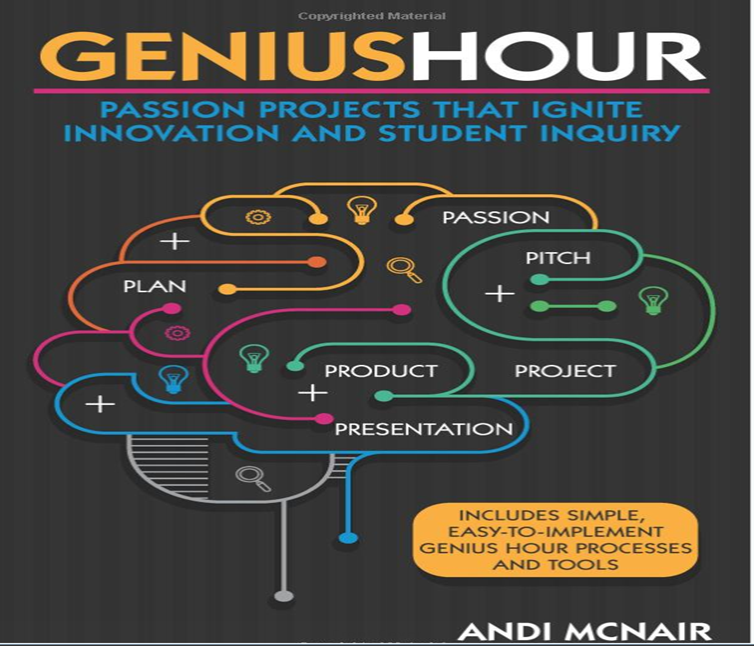 Copyrighted Material
GENIUSHOUR
PASSION PROJECTS THAT IGNITE
INNOVATION AND STUDENT INQUIRY
PASSION
PITCH
PLAN
PRODUCT
PROJECT
PRESENTATION
INCLUDES SIMPLE,
EASY-TO-IMPLEMENT
GENIUS HOUR PROCESSES
AND TOOLS
ANDI MCNAIR